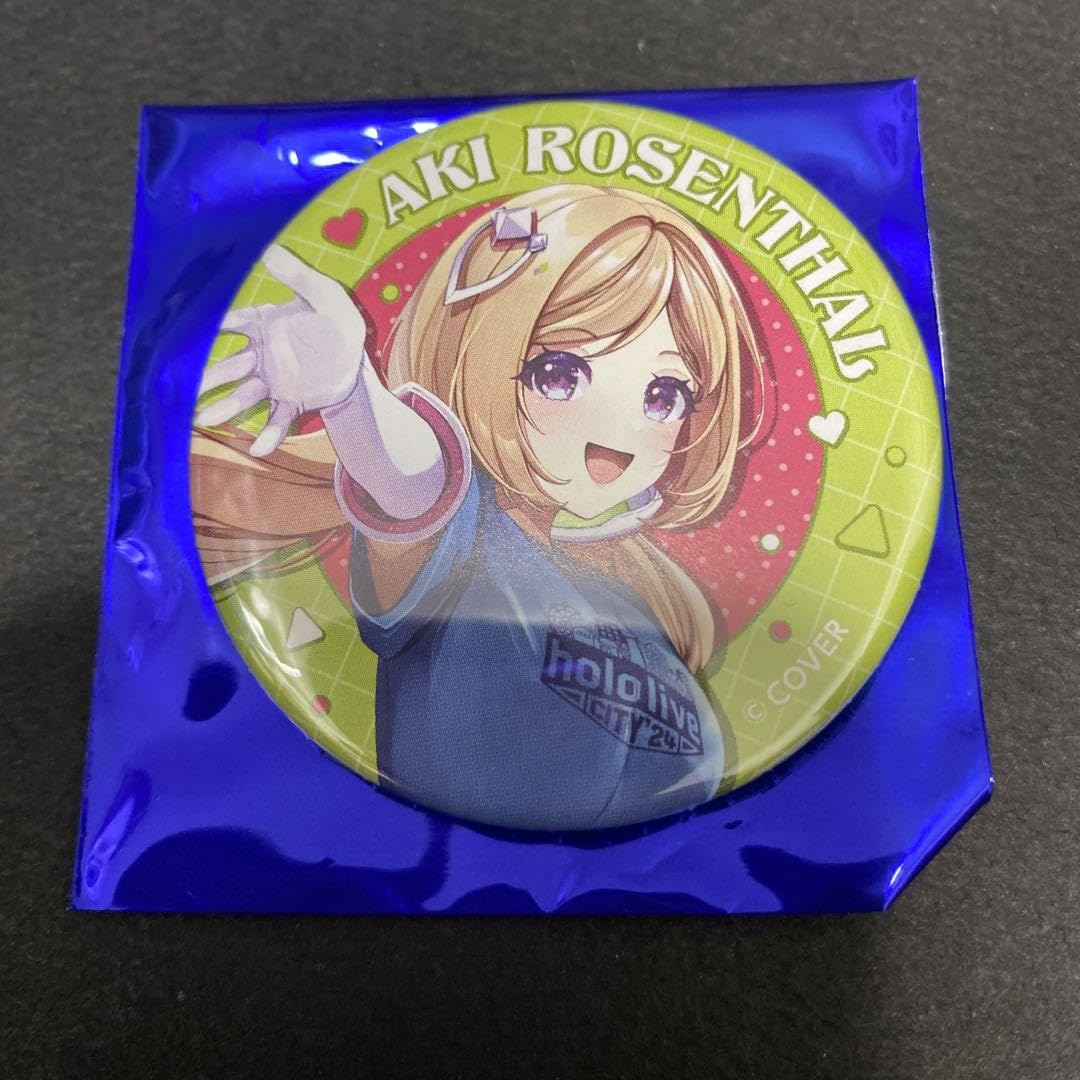 AKI ROSENTHAL
hololive
CITY'24
© COVER